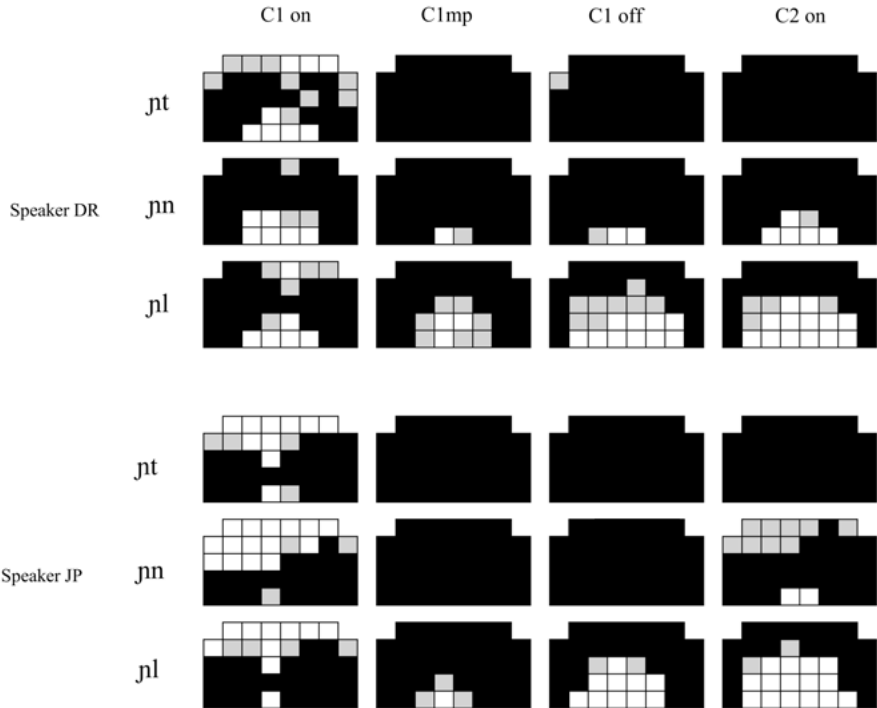 C1 on C1mp C1 off C2 on
ɲt
Speaker DR ɲn
ɲl
ɲt
Speaker JP ɲn
ɲl